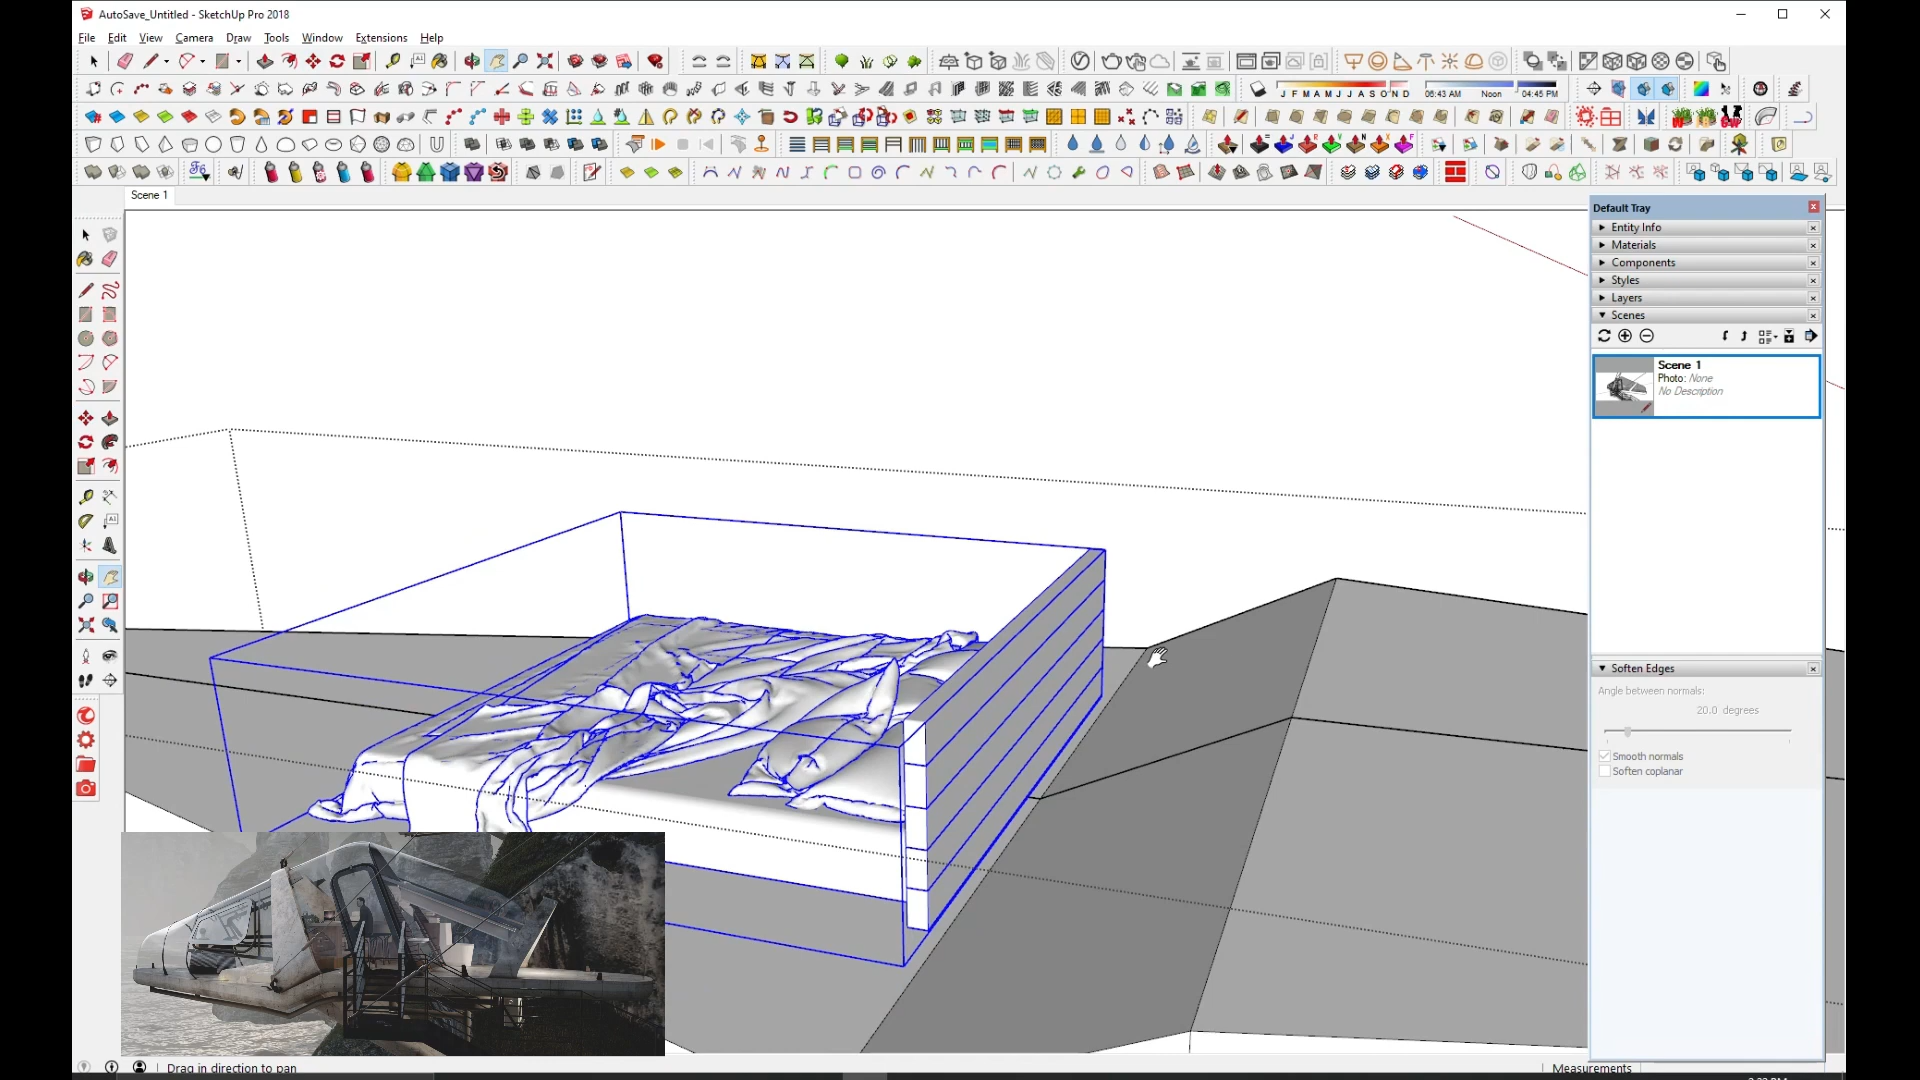 AutoSave_Untitled - SketchUp Pro 2018
File Edit View Camera Draw Tools Window Extensions Help
J F M A M J J A S O N D 06:43 AM Noon 04:45 PM
Scene 1
Default Tray
Entity Info
Materials
Components
Styles
Layers
Scenes
Scene 1
Photo: None
No Description
Soften Edges
Angle between normals:
20.0 degrees
Smooth normals
Soften coplanar
Drag in direction to pan
Measurements